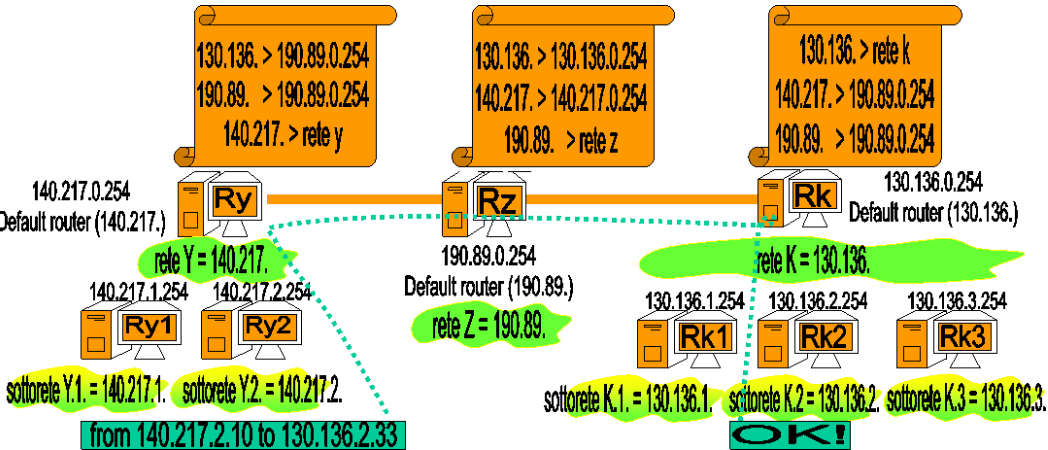 130.136. > 190.89.0.254
190.89. > 190.89.0.254
140.217. > rete y
130.136. > 130.136.0.254
140.217. > 140.217.0.254
190.89. > rete z
130.136. > rete k
140.217. > 190.89.0.254
190.89. > 190.89.0.254
140.217.0.254
Default router (140.217.)
Ry
Rz
Rk
130.136.0.254
Default router (130.136.)
rete Y = 140.217.
190.89.0.254
Default router (190.89.)
rete Z = 190.89.
rete K = 130.136.
140.217.1.254
140.217.2.254
Ry1
Ry2
130.136.1.254
130.136.2.254
130.136.3.254
Rk1
Rk2
Rk3
sottorete Y.1. = 140.217.1.
sottorete Y.2. = 140.217.2.
sottorete K.1. = 130.136.1.
sottorete K.2 = 130.136.2.
sottorete K.3 = 130.136.3.
from 140.217.2.10 to 130.136.2.33
OK!